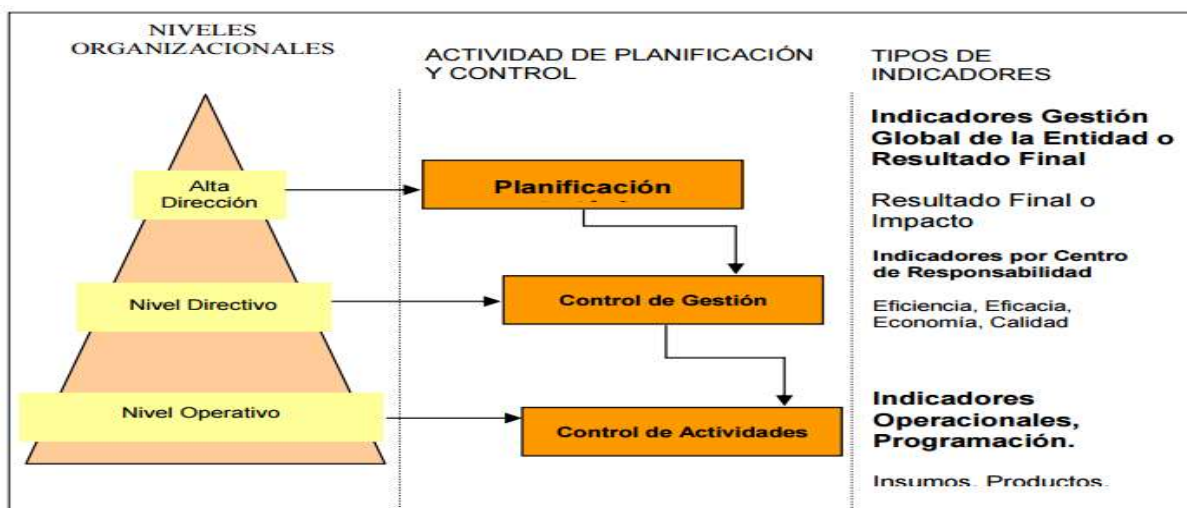 NIVELES
ORGANIZACIONALES
ACTIVIDAD DE PLANIFICACIÓN
Y CONTROL
TIPOS DE
INDICADORES
Alta
Dirección
Nivel Directivo
Nivel Operativo
Planificación
Control de Gestión
Control de Actividades
Indicadores Gestión
Global de la Entidad o
Resultado Final
Resultado Final o
Impacto
Indicadores por Centro
de Responsabilidad
Eficiencia, Eficacia,
Economía, Calidad
Indicadores
Operacionales,
Programación.
Insumos, Productos,